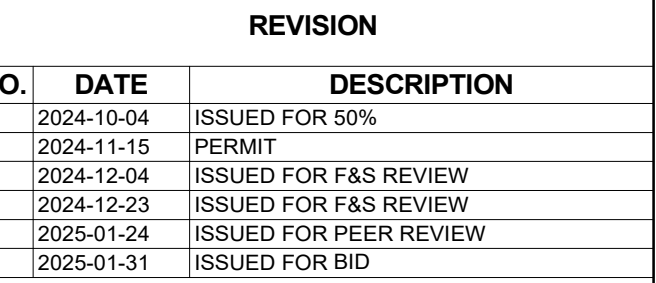 REVISION
O. DATE DESCRIPTION
2024-10-04 ISSUED FOR 50%
2024-11-15 PERMIT
2024-12-04 ISSUED FOR F&S REVIEW
2024-12-23 ISSUED FOR F&S REVIEW
2025-01-24 ISSUED FOR PEER REVIEW
2025-01-31 ISSUED FOR BID